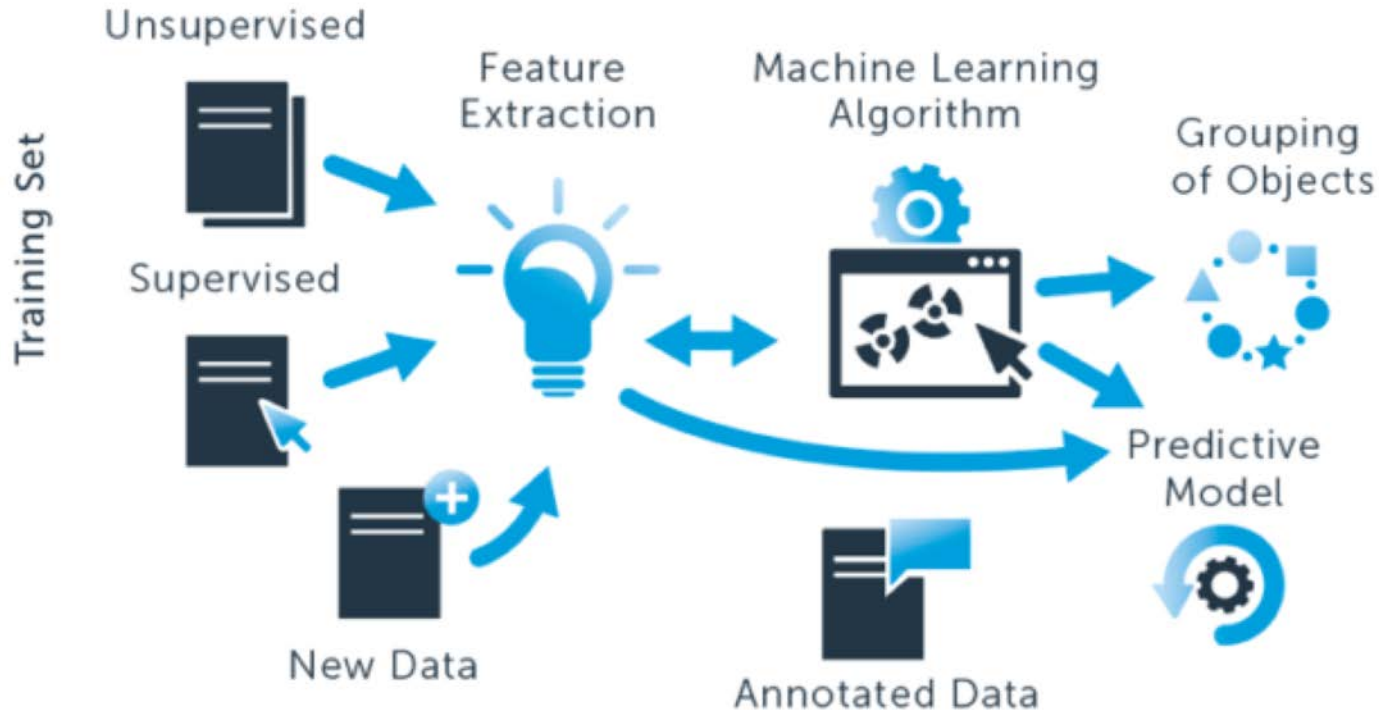 Training Set
Unsupervised
Supervised
New Data
Feature
Extraction
Machine Learning
Algorithm
Grouping
of Objects
Predictive
Model
Annotated Data